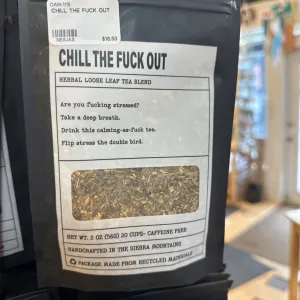 CHILL THE FUCK OUT
NERJAS
$16.50
CHILL THE FUCK OUT
HERBAL LOOSE LEAF TEA BLEND
Are you fucking stressed?
Take a deep breath.
Drink this calming-as-fuck tea.
Flip stress the double bird.
NET WT. 2 OZ (56G) 20 CUPS- CAFFEINE FREE
HANDCRAFTED IN THE SIERRA MOUNTAINS
PACKAGE MADE FROM RECYCLED MATERIALS